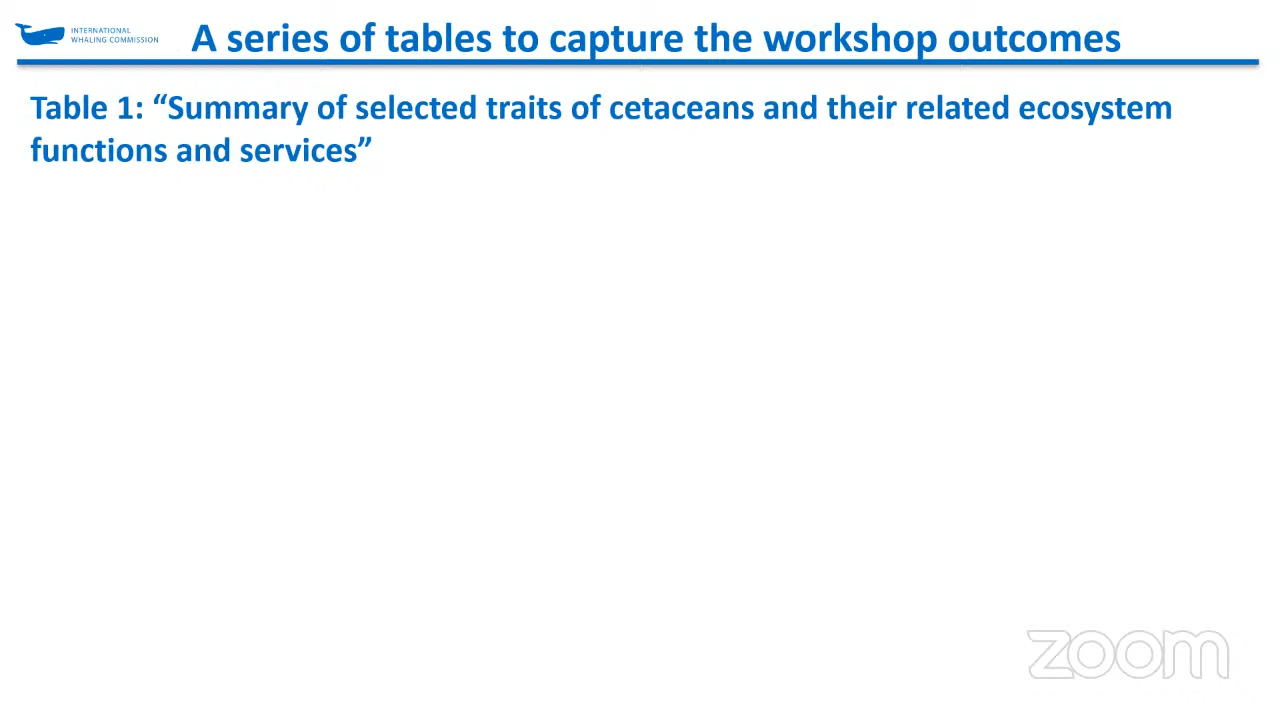 INTERNATIONAL
WHALING COMMISSION
A series of tables to capture the workshop outcomes
Table 1: “Summary of selected traits of cetaceans and their related ecosystem
functions and services”
zoom